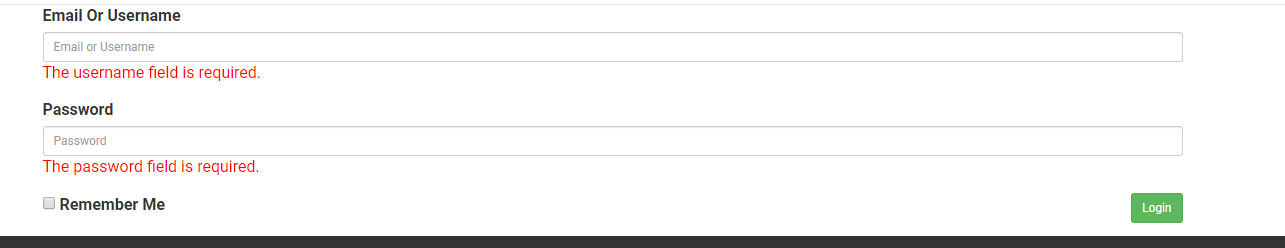 Email Or Username
Email or Username
The username field is required.
Password
Password
The password field is required.
Remember Me
Login